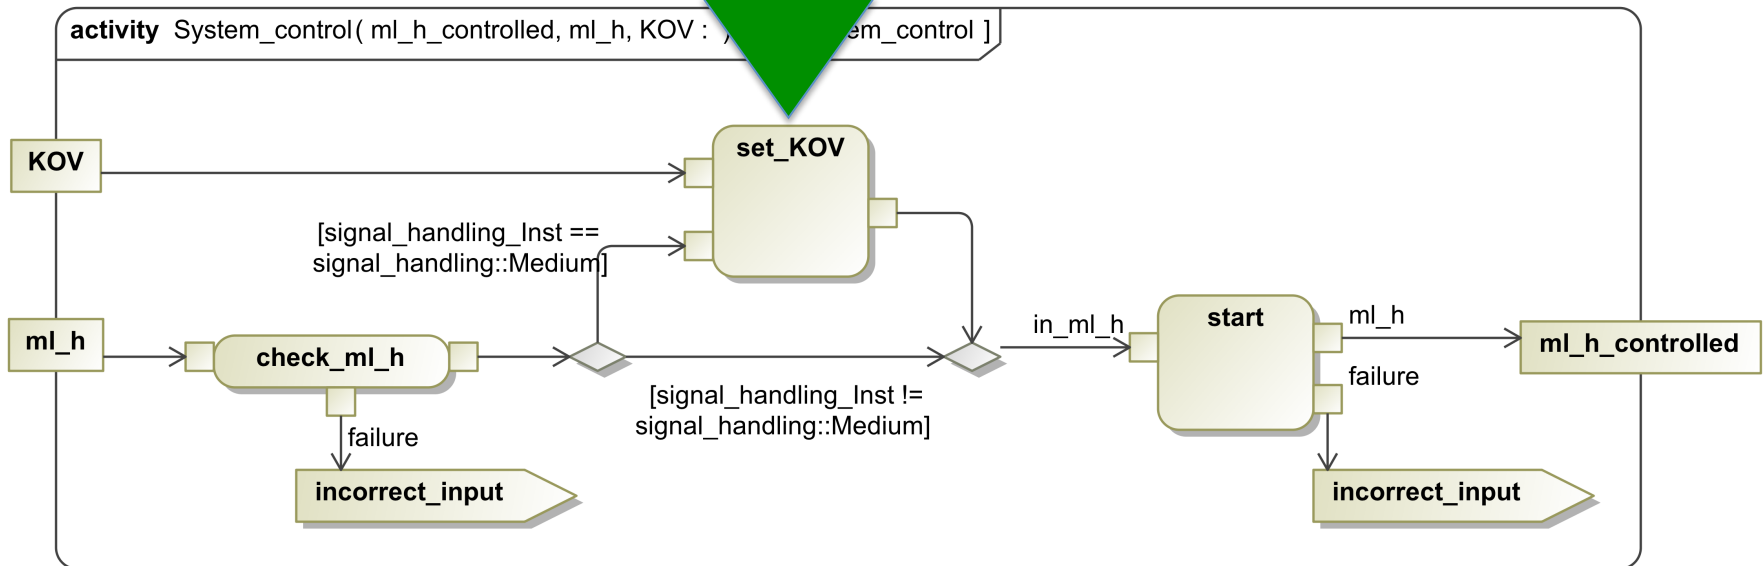 activity System_control( ml_h_controlled, ml_h, KOV : ) em_control ]
set_KOV
KOV
[signal_handling_Inst ==
signal_handling::Medium]
in_ml_h
start
ml_h
ml_h
check_ml_h
ml_h_controlled
failure
[signal_handling_Inst !=
signal_handling::Medium]
failure
incorrect_input
incorrect_input